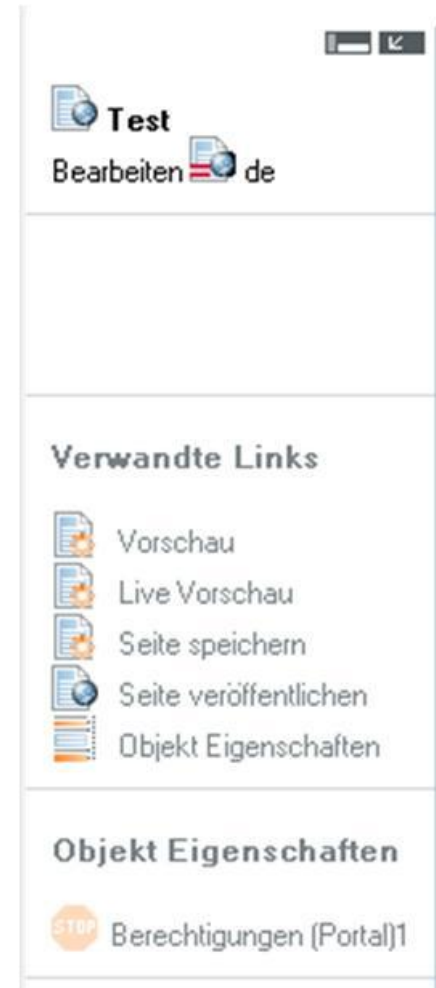 Test
Bearbeiten de
Verwandte Links
Vorschau
Live Vorschau
Seite speichern
Seite veröffentlichen
Objekt Eigenschaften
Objekt Eigenschaften
STOP Berechtigungen (Portal)1